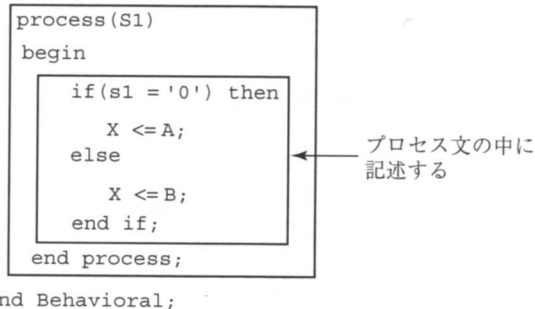 process(S1)
begin
if(s1 = '0') then
X <= A;
else
X <= B;
end if;
end process;
プロセス文の中に
記述する
nd Behavioral;